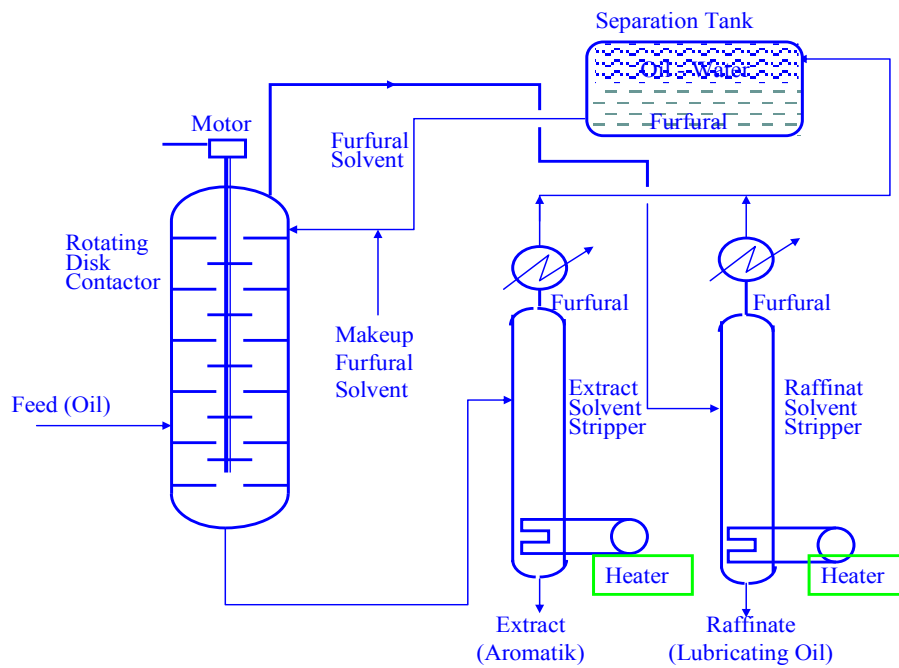 Separation Tank
Oil - Water
Furfural
Motor
Furfural
Solvent
Rotating
Disk
Contactor
Makeup
Furfural
Solvent
Feed (Oil)
Furfural
Furfural
Extract
Solvent
Stripper
Raffinat
Solvent
Stripper
Heater
Heater
Extract
(Aromatik)
Raffinate
(Lubricating Oil)